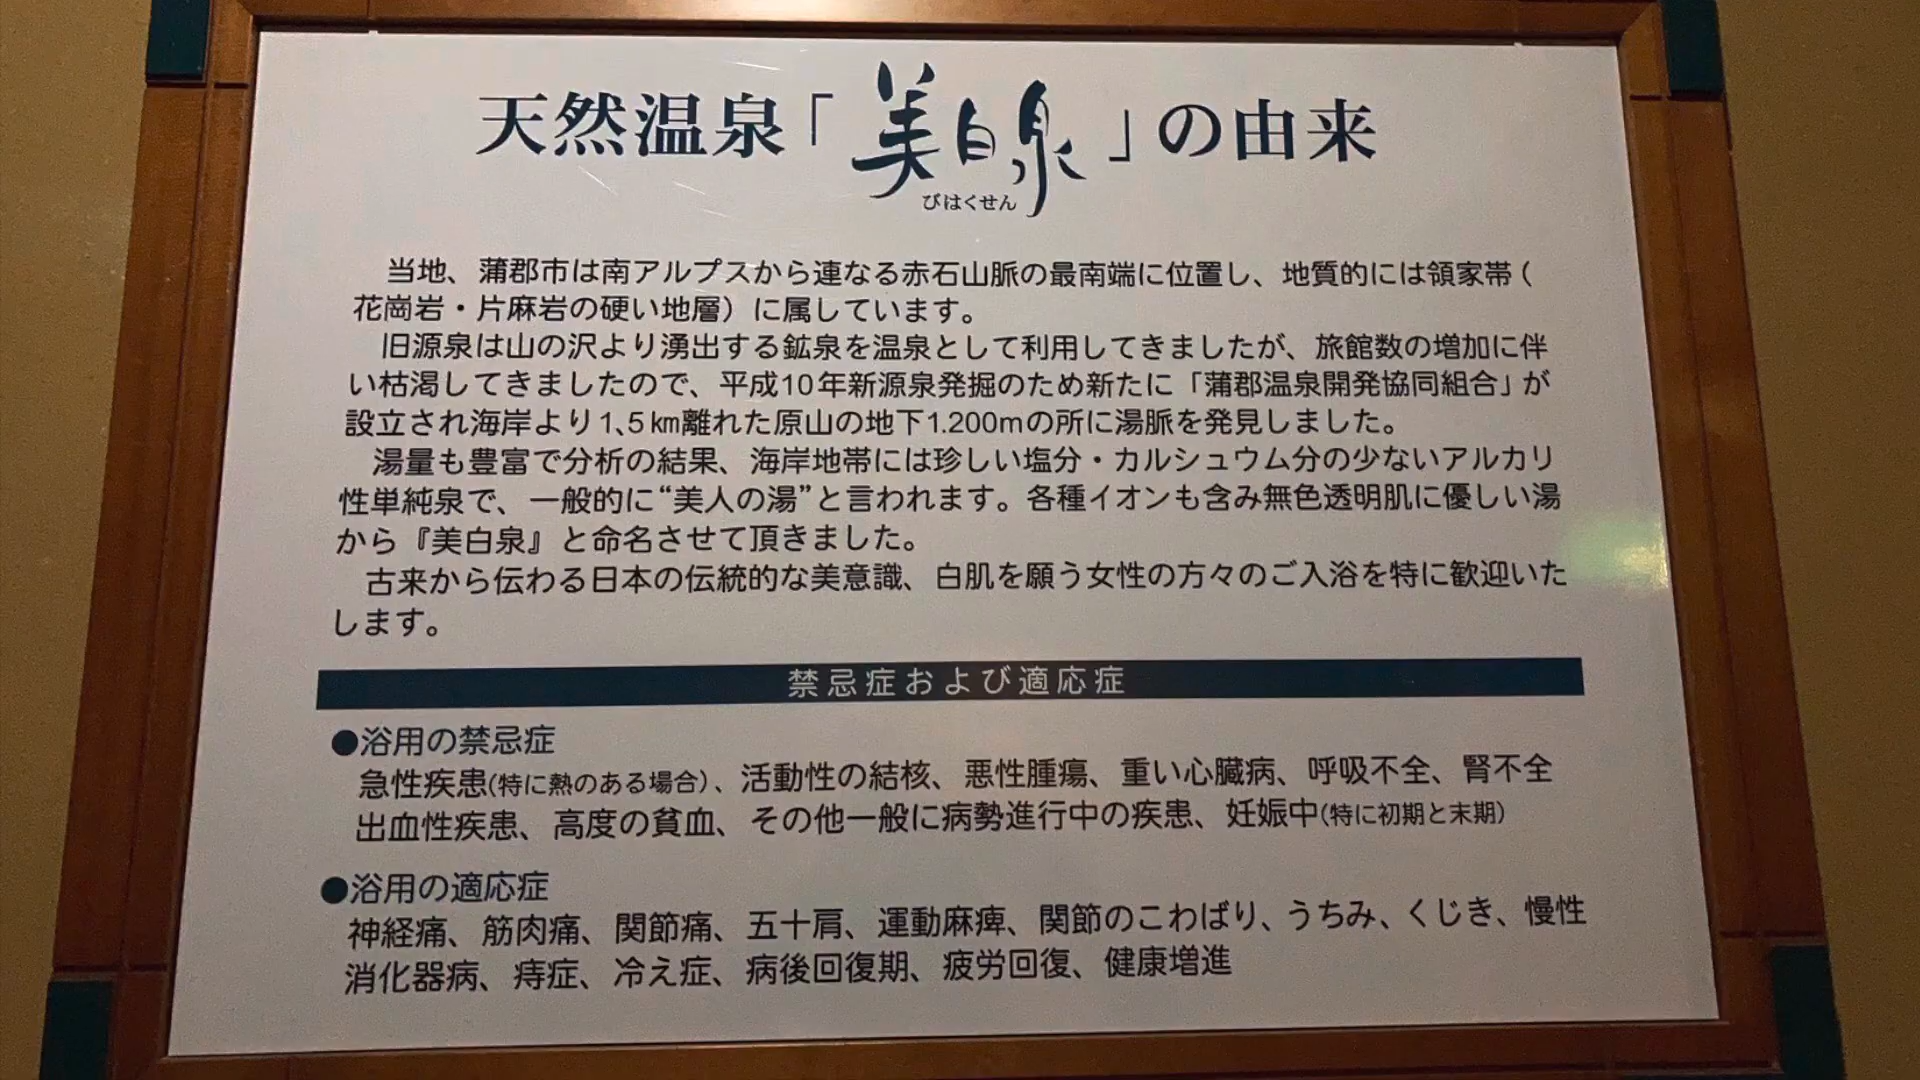 天然温泉「美白泉」の由来
びはくせん
当地、蒲郡市は南アルプスから連なる赤石山脈の最南端に位置し、地質的には領家帯（
花崗岩・片麻岩の硬い地層）に属しています。
旧源泉は山の沢より湧出する鉱泉を温泉として利用してきましたが、旅館数の増加に伴
い枯渇してきましたので、平成10年新源泉発掘のため新たに「蒲郡温泉開発協同組合」が
設立され海岸より1、5㎞離れた原山の地下1.200mの所に湯脈を発見しました。
湯量も豊富で分析の結果、海岸地帯には珍しい塩分・カルシュウム分の少ないアルカリ
性単純泉で、一般的に“美人の湯”と言われます。各種イオンも含み無色透明肌に優しい湯
から『美白泉』と命名させて頂きました。
古来から伝わる日本の伝統的な美意識、白肌を願う女性の方々のご入浴を特に歓迎いた
します。
禁忌症および適応症
●浴用の禁忌症
急性疾患(特に熱のある場合)、活動性の結核、悪性腫瘍、重い心臓病、呼吸不全、腎不全
出血性疾患、高度の貧血、その他一般に病勢進行中の疾患、妊娠中(特に初期と末期)
●浴用の適応症
神経痛、筋肉痛、関節痛、五十肩、運動麻痺、関節のこわばり、うちみ、くじき、慢性
消化器病、痔症、冷え症、病後回復期、疲労回復、健康増進